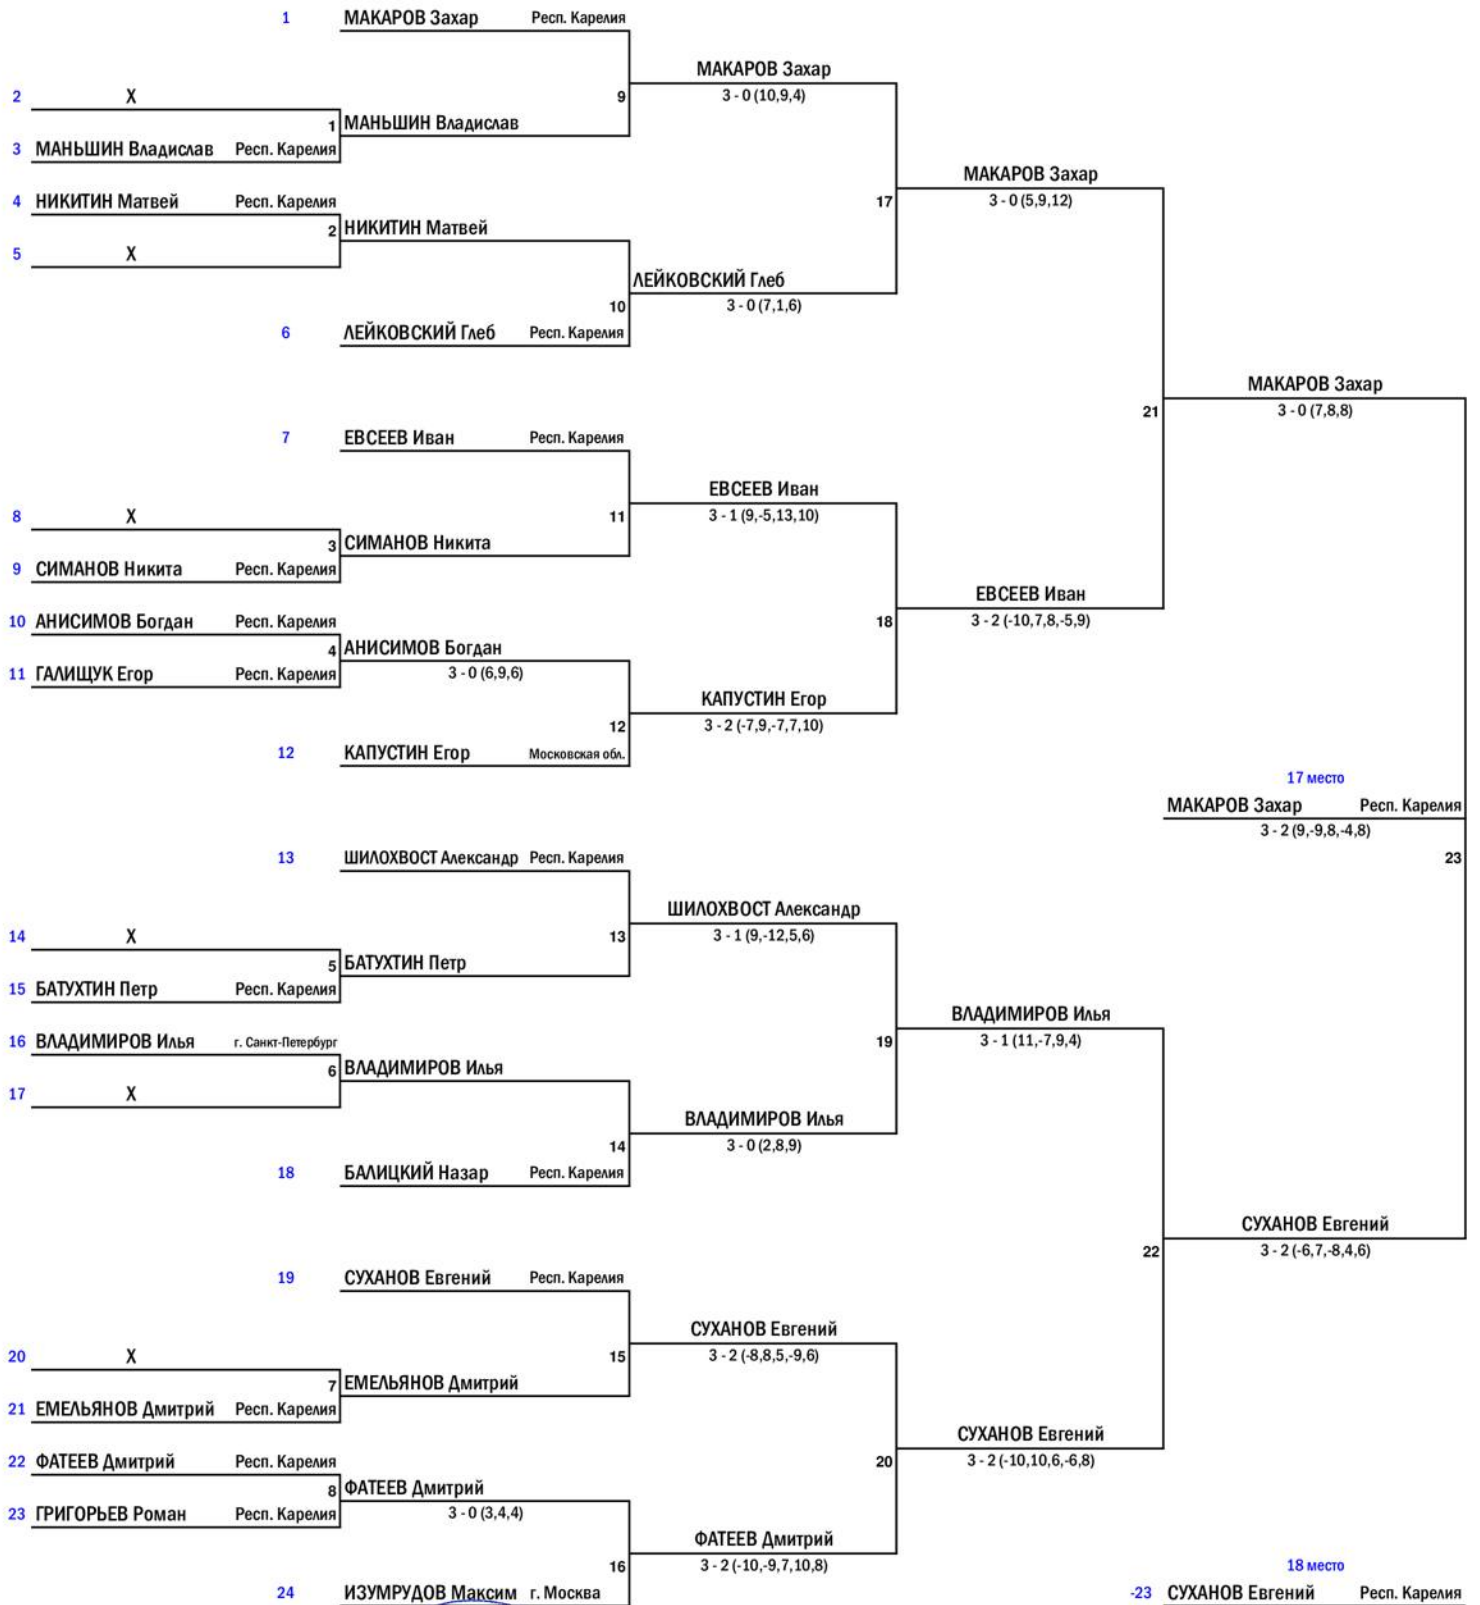 1 МАКАРОВ Захар Респ. Карелия
МАКАРОВ Захар
2 X 9 3 - 0 (10,9,4)
1 МАНЬШИН Владислав
3 МАНЬШИН Владислав Респ. Карелия
МАКАРОВ Захар
4 НИКИТИН Матвей Респ. Карелия 17 3 - 0 (5,9,12)
2 НИКИТИН Матвей
5 X
ЛЕЙКОВСКИЙ Глеб
10 3 - 0 (7,1,6)
6 ЛЕЙКОВСКИЙ Глеб Респ. Карелия
МАКАРОВ Захар
21 3 - 0 (7,8,8)
7 ЕВСЕЕВ Иван Респ. Карелия
ЕВСЕЕВ Иван
8 X 11 3 - 1 (9,-5,13,10)
3 СИМАНОВ Никита
9 СИМАНОВ Никита Респ. Карелия
ЕВСЕЕВ Иван
10 АНИСИМОВ Богдан Респ. Карелия 18 3 - 2 (-10,7,8,-5,9)
4 АНИСИМОВ Богдан
11 ГАЛИЩУК Егор Респ. Карелия 3 - 0 (6,9,6)
КАПУСТИН Егор
12 3 - 2 (-7,9,-7,7,10)
12 КАПУСТИН Егор Московская обл.
17 место
МАКАРОВ Захар Респ. Карелия
3 - 2 (9,-9,8,-4,8)
13 ШИЛОХВОСТ Александр Респ. Карелия 23
ШИЛОХВОСТ Александр
14 X 13 3 - 1 (9,-12,5,6)
5 БАТУХТИН Петр
15 БАТУХТИН Петр Респ. Карелия
ВЛАДИМИРОВ Илья
16 ВЛАДИМИРОВ Илья г. Санкт-Петербург 19 3 - 1 (11,-7,9,4)
6 ВЛАДИМИРОВ Илья
17 X
ВЛАДИМИРОВ Илья
14 3 - 0 (2,8,9)
18 БАЛИЦКИЙ Назар Респ. Карелия
СУХАНОВ Евгений
22 3 - 2 (-6,7,-8,4,6)
19 СУХАНОВ Евгений Респ. Карелия
СУХАНОВ Евгений
20 X 15 3 - 2 (-8,8,5,-9,6)
7 ЕМЕЛЬЯНОВ Дмитрий
21 ЕМЕЛЬЯНОВ Дмитрий Респ. Карелия
СУХАНОВ Евгений
22 ФАТЕЕВ Дмитрий Респ. Карелия 20 3 - 2 (-10,10,6,-6,8)
8 ФАТЕЕВ Дмитрий
23 ГРИГОРЬЕВ Роман Респ. Карелия 3 - 0 (3,4,4)
ФАТЕЕВ Дмитрий
16 3 - 2 (-10,-9,7,10,8) 18 место
24 ИЗУМРУДОВ Максим г. Москва -23 СУХАНОВ Евгений Респ. Карелия